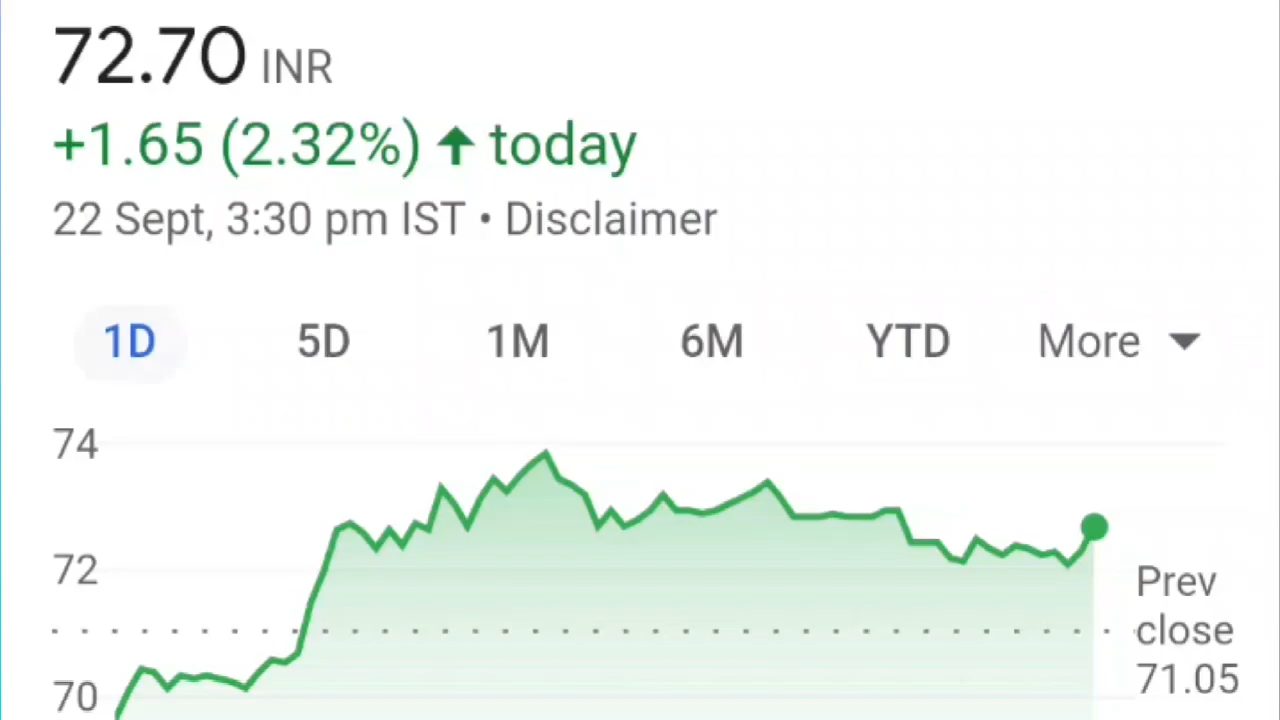 72.70 INR
+1.65 (2.32%) ↑ today
22 Sept, 3:30 pm IST • Disclaimer
1D 5D 1M 6M YTD More
74
72
Prev
close
71.05
70